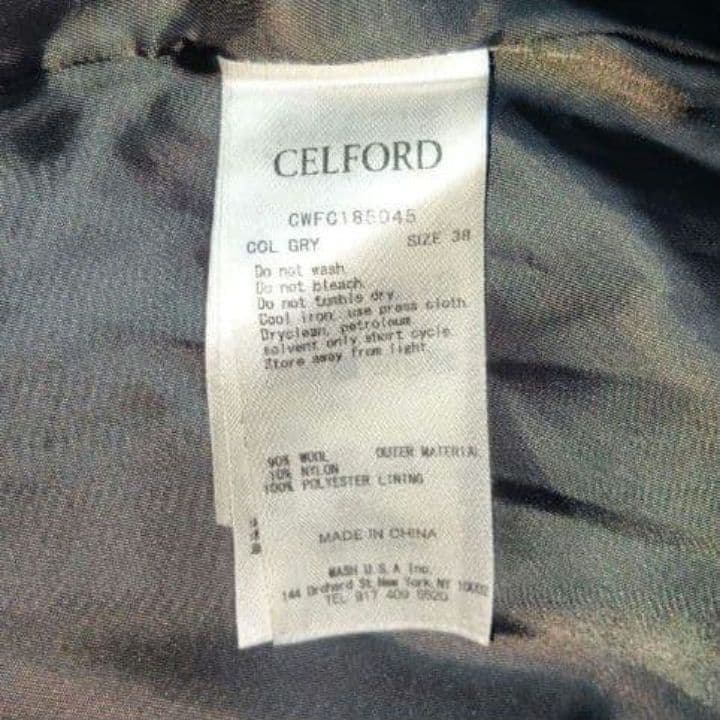 CELFORD
CWFC185045
COL GRY SIZE 38
Do not wash
Do not bleach
Do not tumble dry
Cool iron, use press cloth
Dryclean, petroleum
solvent only short cycle
Store away from light
90% WOOL OUTER MATERIAL
10% NYLON
100% POLYESTER LINING
MADE IN CHINA
MASH U.S.A Inc.
144 Orchard St, New York, NY 10002
TEL 917 409